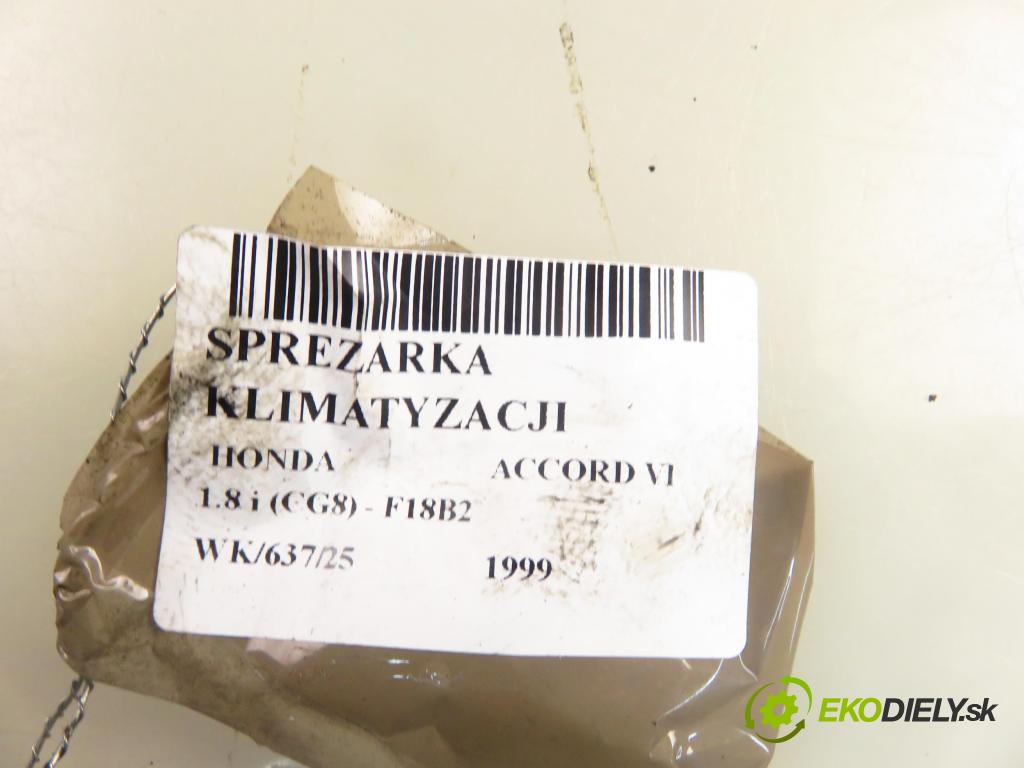 SPREZARKA
KLIMATYZACJI
HONDA ACCORD VI
1.8 i (CG8) - F18B2
WK/637/25 1999
EKODIELY.sk